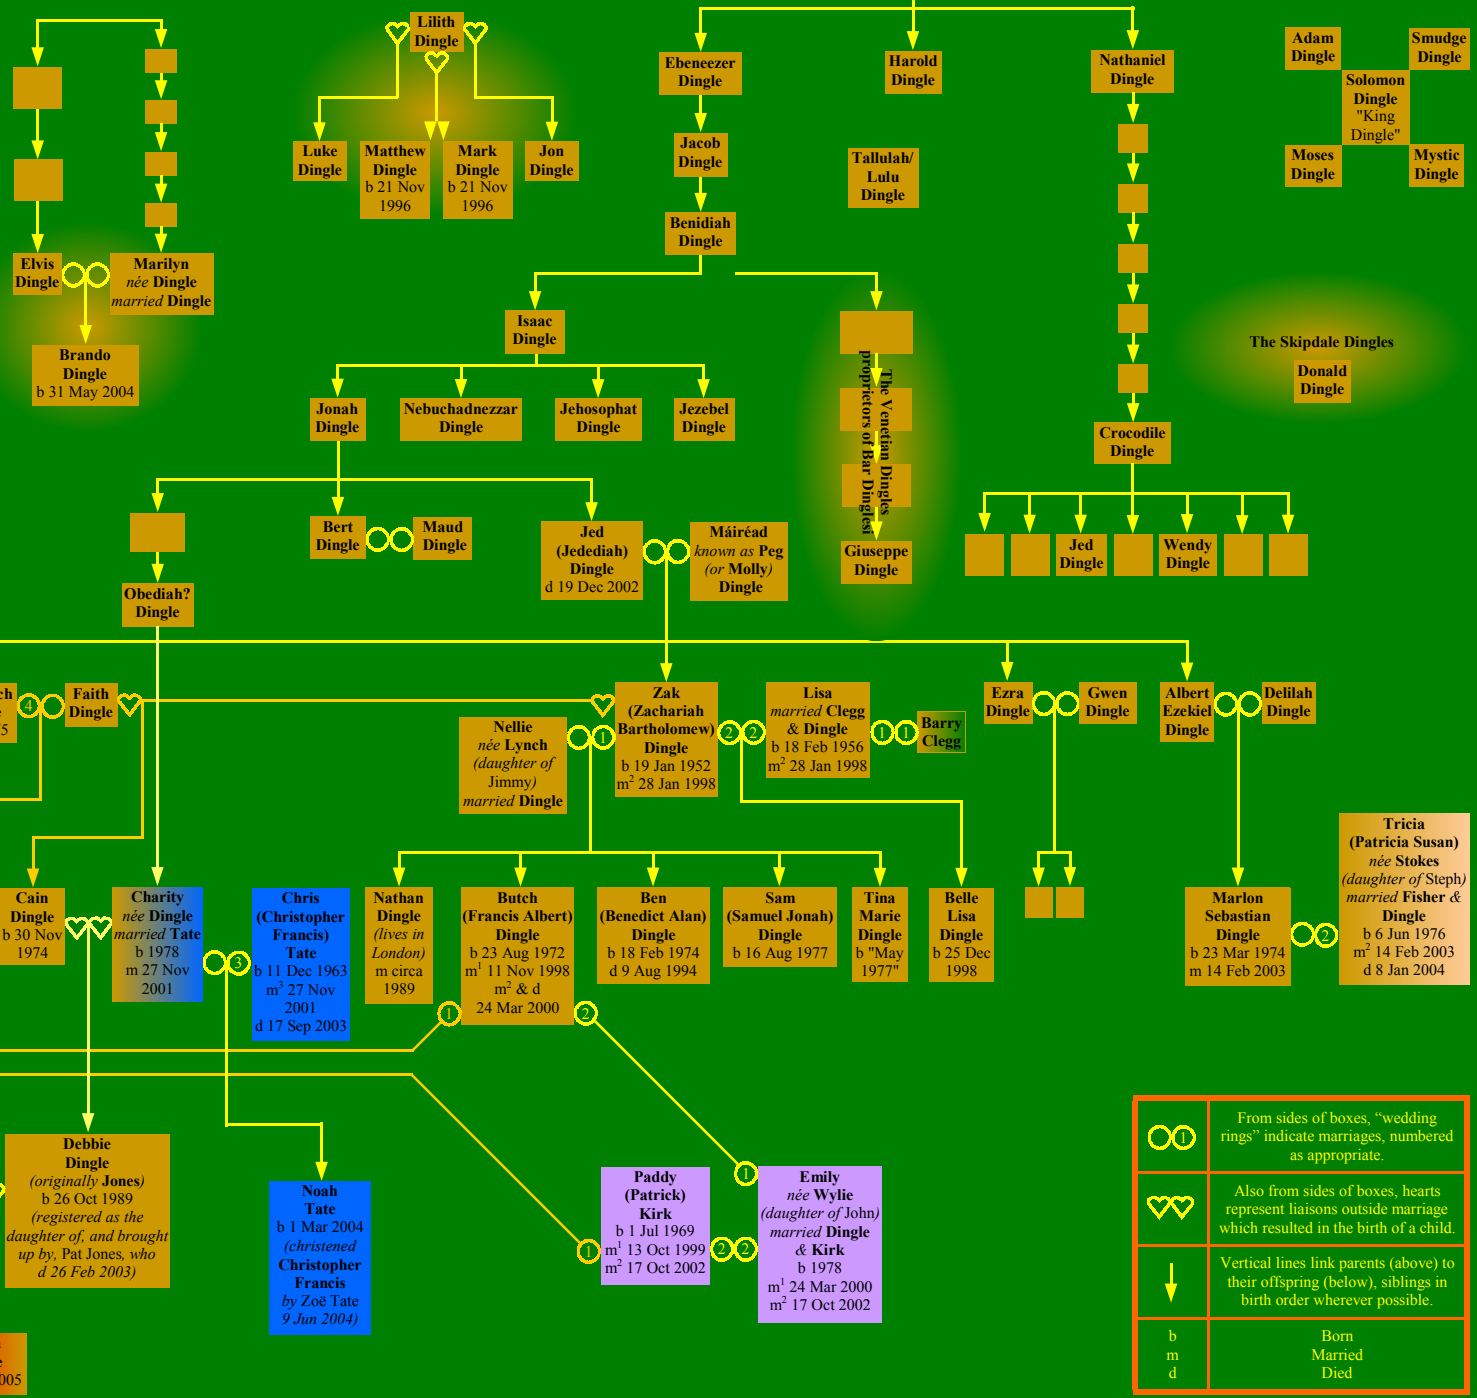 Lilith
Dingle
Luke
Dingle
Matthew
Dingle
b 21 Nov
1996
Mark
Dingle
b 21 Nov
1996
Jon
Dingle
Ebeneezer
Dingle
Harold
Dingle
Nathaniel
Dingle
Adam
Dingle
Smudge
Dingle
Solomon
Dingle
"King
Dingle"
Moses
Dingle
Mystic
Dingle
Jacob
Dingle
Tallulah/
Lulu
Dingle
Benidiah
Dingle
Elvis
Dingle
Marilyn
née Dingle
married Dingle
Brando
Dingle
b 31 May 2004
Isaac
Dingle
The Venetian Dingles
proprietors of Bar Dinglesi
The Skipdale Dingles
Donald
Dingle
Jonah
Dingle
Nebuchadnezzar
Dingle
Jehosophat
Dingle
Jezebel
Dingle
Crocodile
Dingle
Bert
Dingle
Maud
Dingle
Jed
(Jedediah)
Dingle
d 19 Dec 2002
Máiréad
known as Peg
(or Molly)
Dingle
Giuseppe
Dingle
Jed
Dingle
Wendy
Dingle
Obediah?
Dingle
ch
e
5
4
Faith
Dingle
Nellie
née Lynch
(daughter of
Jimmy)
married Dingle
1
Zak
(Zachariah
Bartholomew)
Dingle
b 19 Jan 1952
m² 28 Jan 1998
2
2
Lisa
married Clegg
& Dingle
b 18 Feb 1956
m² 28 Jan 1998
1
1
Barry
Clegg
Ezra
Dingle
Gwen
Dingle
Albert
Ezekiel
Dingle
Delilah
Dingle
Cain
Dingle
b 30 Nov
1974
Charity
née Dingle
married Tate
b 1978
m 27 Nov
2001
3
Chris
(Christopher
Francis)
Tate
b 11 Dec 1963
m³ 27 Nov
2001
d 17 Sep 2003
Nathan
Dingle
(lives in
London)
m circa
1989
Butch
(Francis Albert)
Dingle
b 23 Aug 1972
m¹ 11 Nov 1998
m² & d
24 Mar 2000
1
2
Ben
(Benedict Alan)
Dingle
b 18 Feb 1974
d 9 Aug 1994
Sam
(Samuel Jonah)
Dingle
b 16 Aug 1977
Tina
Marie
Dingle
b "May
1977"
Belle
Lisa
Dingle
b 25 Dec
1998
Marlon
Sebastian
Dingle
b 23 Mar 1974
m 14 Feb 2003
2
Tricia
(Patricia Susan)
née Stokes
(daughter of Steph)
married Fisher &
Dingle
b 6 Jun 1976
m² 14 Feb 2003
d 8 Jan 2004
Debbie
Dingle
(originally Jones)
b 26 Oct 1989
(registered as the
daughter of, and brought
up by, Pat Jones, who
d 26 Feb 2003)
Noah
Tate
b 1 Mar 2004
(christened
Christopher
Francis
by Zoë Tate
9 Jun 2004)
1
Paddy
(Patrick)
Kirk
b 1 Jul 1969
m¹ 13 Oct 1999
m² 17 Oct 2002
2
2
1
Emily
née Wylie
(daughter of John)
married Dingle
& Kirk
b 1978
m¹ 24 Mar 2000
m² 17 Oct 2002
e
005
1
From sides of boxes, “wedding
rings” indicate marriages, numbered
as appropriate.
Also from sides of boxes, hearts
represent liaisons outside marriage
which resulted in the birth of a child.
Vertical lines link parents (above) to
their offspring (below), siblings in
birth order wherever possible.
b Born
m Married
d Died